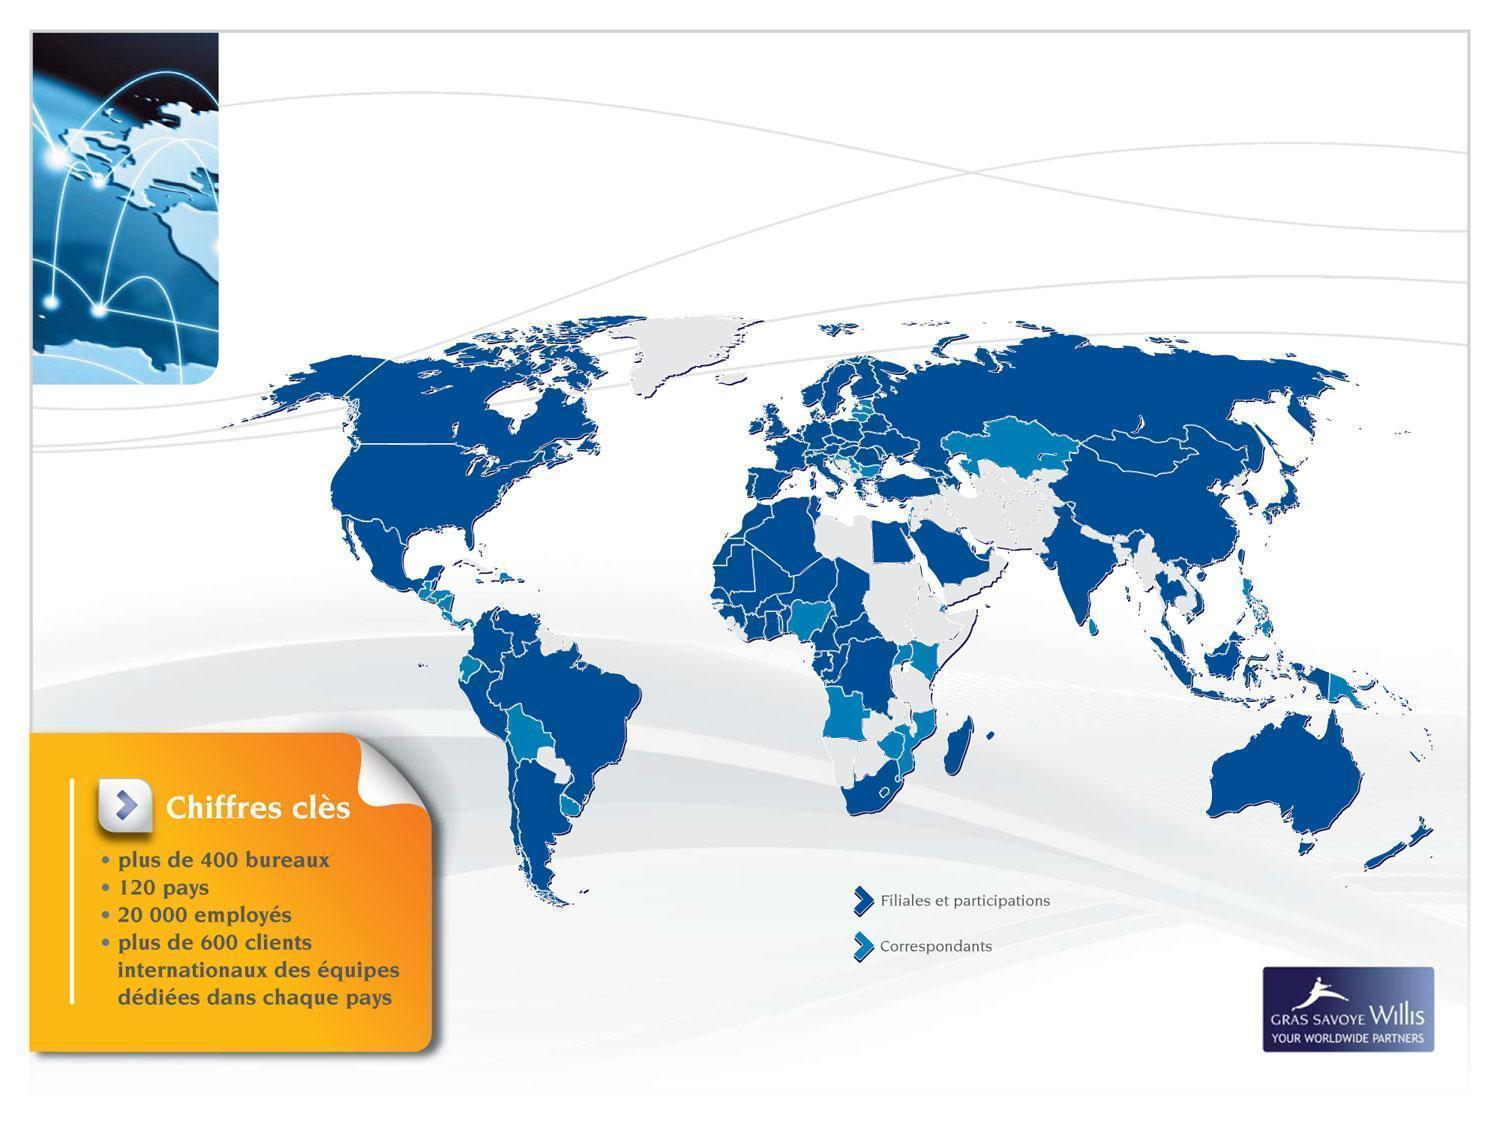 Chiffres clès
• plus de 400 bureaux
• 120 pays
• 20 000 employés
• plus de 600 clients
internationaux des équipes
dédiées dans chaque pays
Filiales et participations
Correspondants
GRAS SAVOYE Willis
YOUR WORLDWIDE PARTNERS